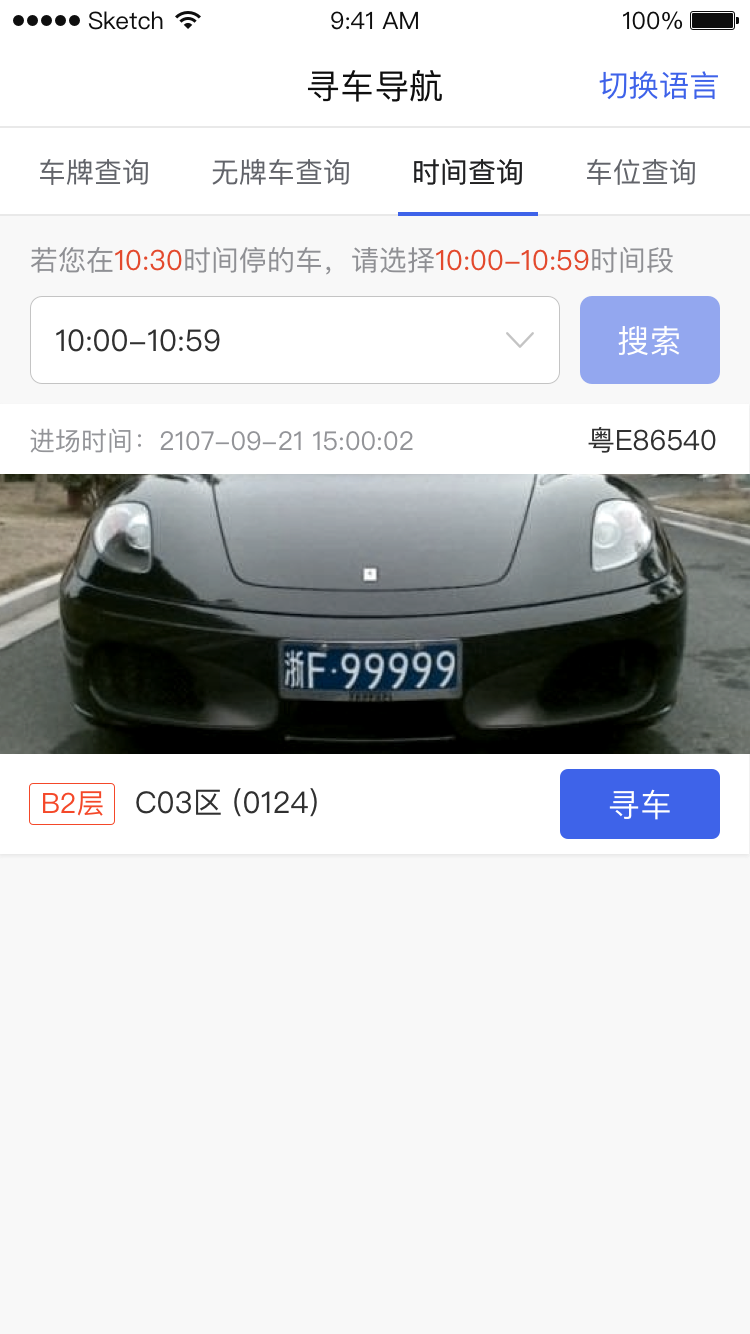 ●●●●● Sketch 9:41 AM 100%
寻车导航 切换语言
车牌查询 无牌车查询 时间查询 车位查询
若您在10:30时间停的车，请选择10:00–10:59时间段
10:00–10:59 搜索
进场时间：2107–09–21 15:00:02 粤E86540
浙F·99999
B2层 C03区 (0124) 寻车